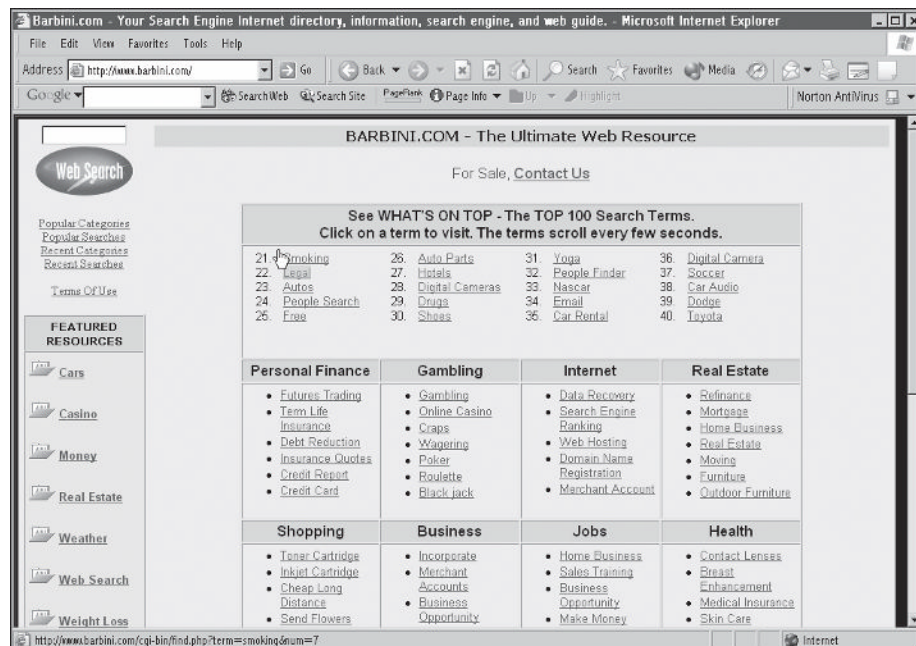 Barbini.com - Your Search Engine Internet directory, information, search engine, and web guide. - Microsoft Internet Explorer
File Edit View Favorites Tools Help
Address http://www.barbini.com/ Go Back Search Favorites Media
Google Search Web Search Site PageRank Page Info Up Highlight Norton AntiVirus
BARBINI.COM - The Ultimate Web Resource
Web Search
For Sale, Contact Us
Popular Categories
Popular Searches
Recent Categories
Recent Searches
Terms Of Use
See WHAT'S ON TOP - The TOP 100 Search Terms.
Click on a term to visit. The terms scroll every few seconds.
21. Smoking 26. Auto Parts 31. Yoga 36. Digital Camera
22. Legal 27. Hotels 32. People Finder 37. Soccer
23. Autos 28. Digital Cameras 33. Nascar 38. Car Audio
24. People Search 29. Drugs 34. Email 39. Dodge
25. Free 30. Shoes 35. Car Rental 40. Toyota
FEATURED
RESOURCES
Cars
Casino
Money
Real Estate
Weather
Web Search
Weight Loss
Personal Finance
Futures Trading
Term Life
Insurance
Debt Reduction
Insurance Quotes
Credit Report
Credit Card
Gambling
Gambling
Online Casino
Craps
Wagering
Poker
Roulette
Black jack
Internet
Data Recovery
Search Engine
Ranking
Web Hosting
Domain Name
Registration
Merchant Account
Real Estate
Refinance
Mortgage
Home Business
Real Estate
Moving
Furniture
Outdoor Furniture
Shopping
Toner Cartridge
Inkjet Cartridge
Cheap Long
Distance
Send Flowers
Business
Incorporate
Merchant
Accounts
Business
Opportunity
Jobs
Home Business
Sales Training
Business
Opportunity
Make Money
Health
Contact Lenses
Breast
Enhancement
Medical Insurance
Skin Care
http://www.barbini.com/cgi-bin/find.php?term=smoking&num=7 Internet